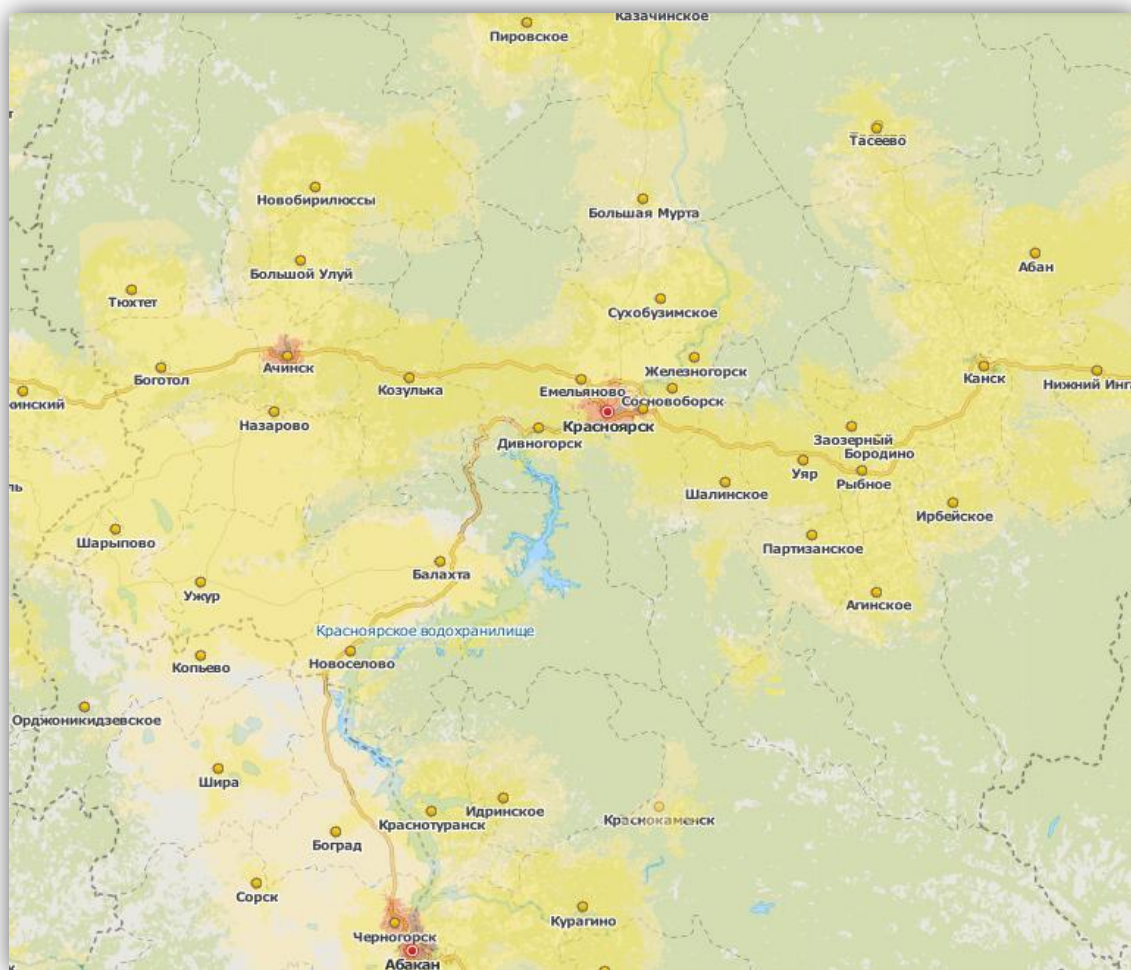 Казачинское
Пировское
Тасеево
Новобирилюссы
Большая Мурта
Абан
Большой Улуй
Тюхтет
Сухобузимское
Ачинск
Железногорск
Боготол
Козулька
Емельяново
Канск
Нижний Инга
жинский
Сосновоборск
Назарово
Красноярск
Дивногорск
Заозерный
Бородино
Уяр
Рыбное
ль
Шалинское
Ирбейское
Шарыпово
Партизанское
Балахта
Ужур
Агинское
Красноярское водохранилище
Копьево
Новоселово
Орджоникидзевское
Шира
Идринское
Краснотуранск
Краснокаменск
Боград
Сорск
Курагино
Черногорск
Абакан